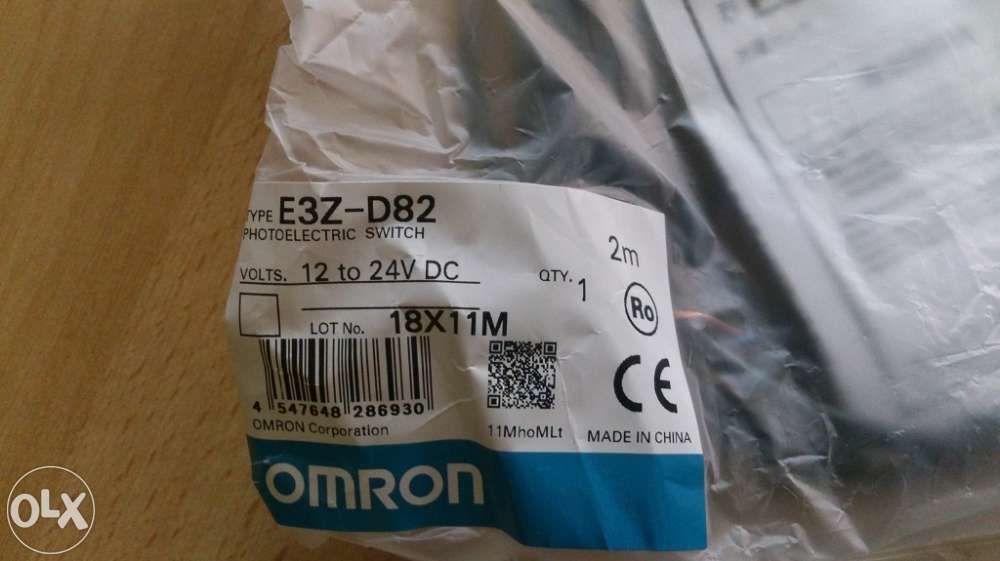 TYPE E3Z-D82
PHOTOELECTRIC SWITCH
2m
VOLTS. 12 to 24V DC
QTY. 1
Ro
LOT No. 18X11M
CE
4 547648 286930
11MhoMLt
OMRON Corporation
MADE IN CHINA
OMRON
OLX